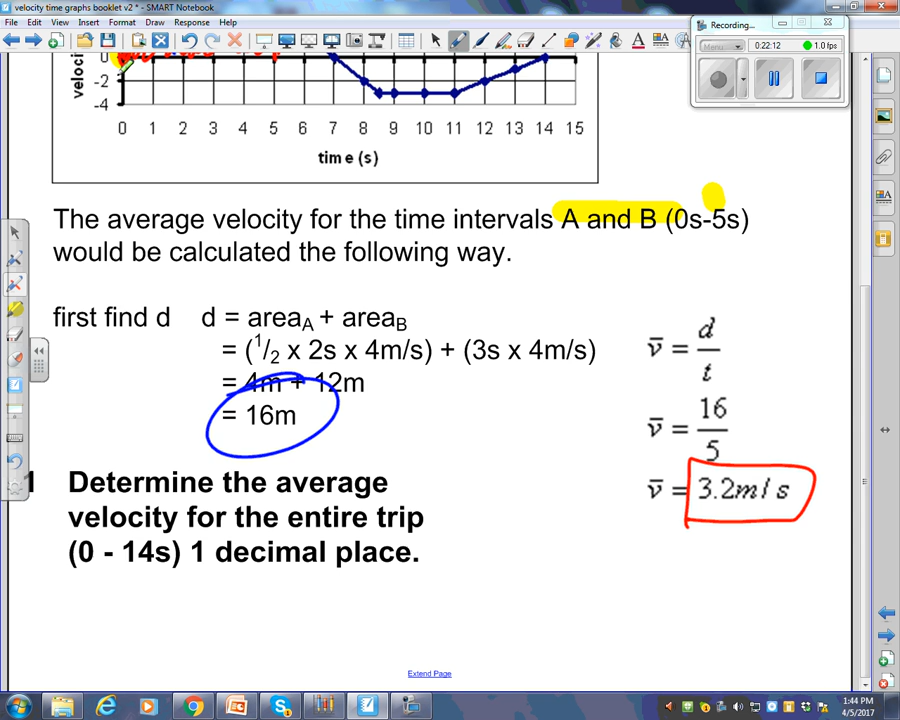 velocity time graphs booklet v2 * - SMART Notebook
File Edit View Insert Format Draw Response Help
Recording...
Menu
0:22:12
1.0 fps
veloci
0
-2
-4
0 1 2 3 4 5 6 7 8 9 10 11 12 13 14 15
time (s)
The average velocity for the time intervals A and B (0s-5s)
would be calculated the following way.
first find d d = areaA + areaB
= (1/2 x 2s x 4m/s) + (3s x 4m/s)
= 4m + 12m
= 16m
v̄ = d/t
v̄ = 16/5
v̄ = 3.2m/s
1 Determine the average
velocity for the entire trip
(0 - 14s) 1 decimal place.
Extend Page
1:44 PM
4/5/2017